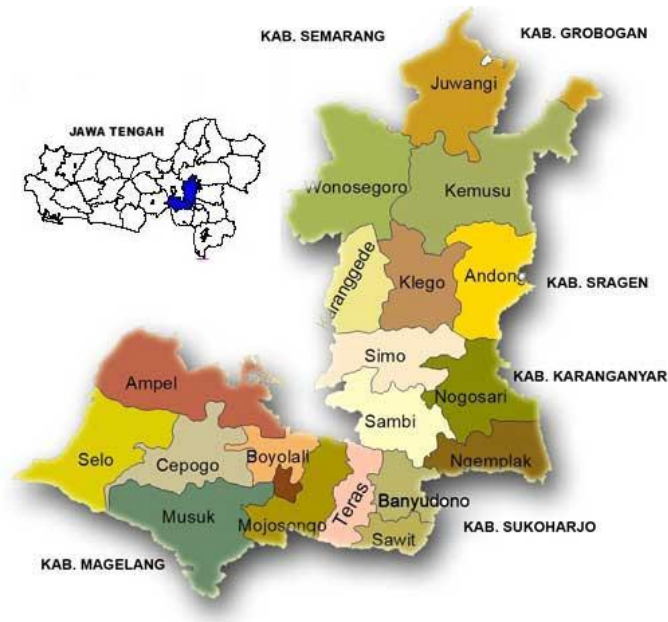 KAB. SEMARANG
KAB. GROBOGAN
Juwangi
JAWA TENGAH
Wonosegoro
Kemusu
Karanggede
Klego
Andong
KAB. SRAGEN
Simo
Ampel
KAB. KARANGANYAR
Nogosari
Sambi
Selo
Cepogo
Boyolali
Ngemplak
Musuk
Mojosongo
Teras
Banyudono
KAB. SUKOHARJO
Sawit
KAB. MAGELANG